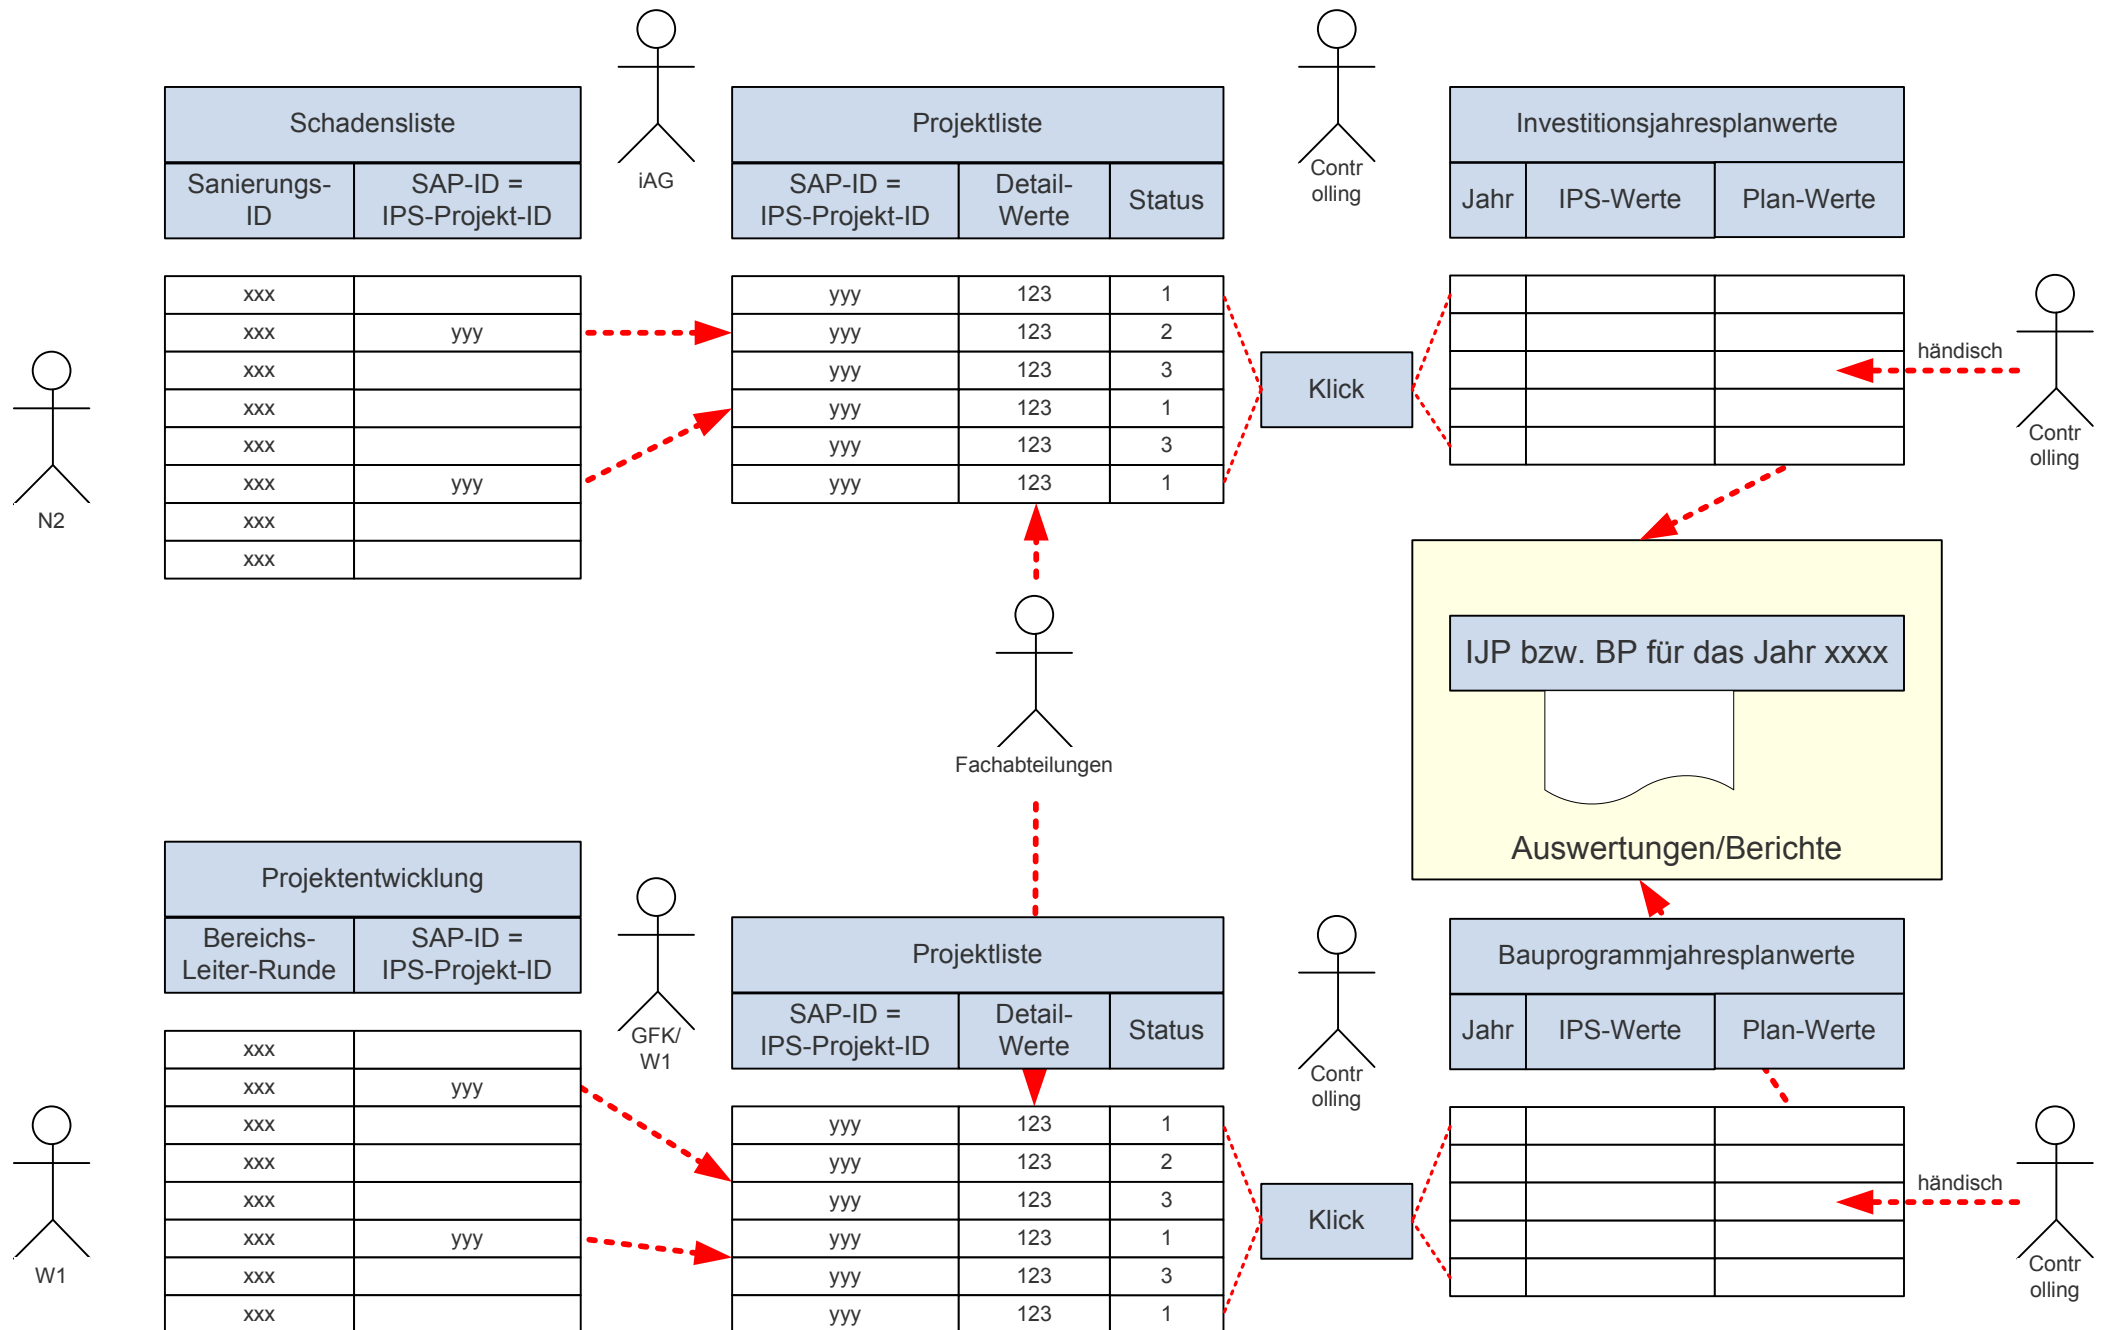 Schadensliste
Sanierungs-
ID
SAP-ID =
IPS-Projekt-ID
xxx
xxx yyy
xxx
xxx
xxx
xxx yyy
xxx
xxx
N2
iAG
Projektliste
SAP-ID =
IPS-Projekt-ID
Detail-
Werte
Status
yyy 123 1
yyy 123 2
yyy 123 3
yyy 123 1
yyy 123 3
yyy 123 1
Contr
olling
Klick
Investitionsjahresplanwerte
Jahr IPS-Werte Plan-Werte
händisch
Contr
olling
Fachabteilungen
IJP bzw. BP für das Jahr xxxx
Auswertungen/Berichte
Projektentwicklung
Bereichs-
Leiter-Runde
SAP-ID =
IPS-Projekt-ID
xxx
xxx yyy
xxx
xxx
xxx
xxx yyy
xxx
xxx
W1
GFK/
W1
Projektliste
SAP-ID =
IPS-Projekt-ID
Detail-
Werte
Status
yyy 123 1
yyy 123 2
yyy 123 3
yyy 123 1
yyy 123 3
yyy 123 1
Contr
olling
Klick
Bauprogrammjahresplanwerte
Jahr IPS-Werte Plan-Werte
händisch
Contr
olling